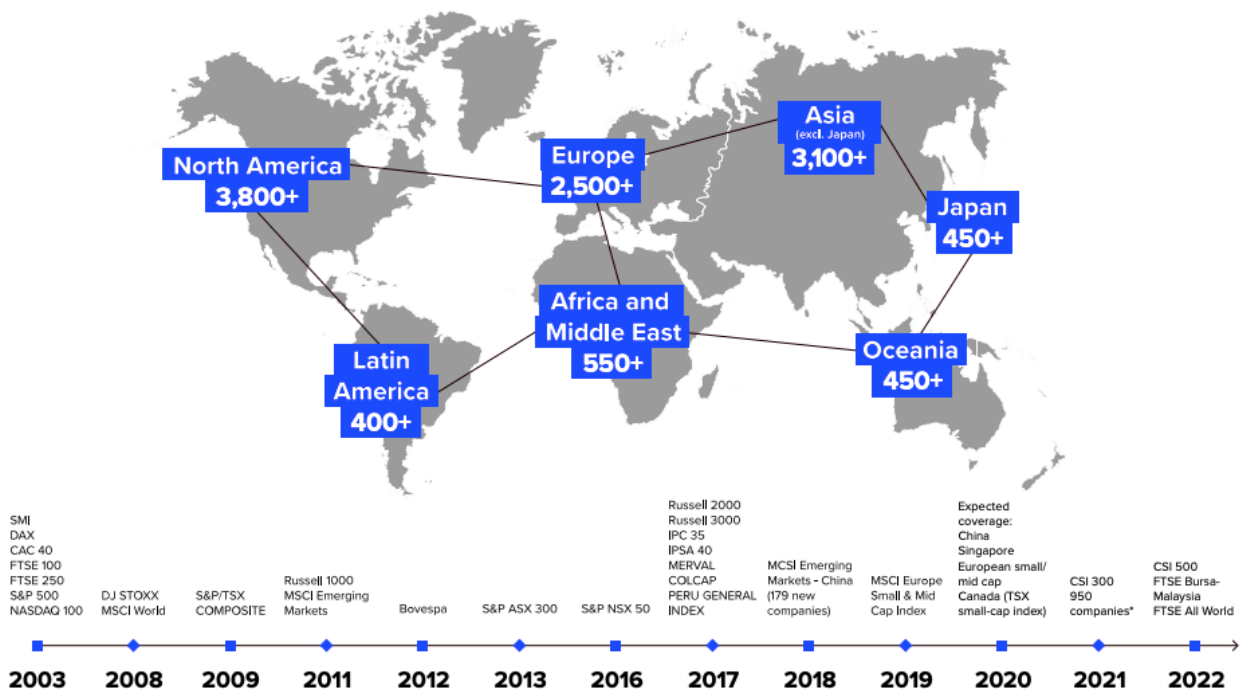 North America
3,800+
Europe
2,500+
Asia
(excl. Japan)
3,100+
Japan
450+
Africa and
Middle East
550+
Oceania
450+
Latin
America
400+
SMI
DAX
CAC 40
FTSE 100
FTSE 250
S&P 500
NASDAQ 100
DJ STOXX
MSCI World
S&P/TSX
COMPOSITE
Russell 1000
MSCI Emerging
Markets
Bovespa
S&P ASX 300
S&P NSX 50
Russell 2000
Russell 3000
IPC 35
IPSA 40
MERVAL
COLCAP
PERU GENERAL
INDEX
MCSI Emerging
Markets - China
(179 new
companies)
MSCI Europe
Small & Mid
Cap Index
Expected
coverage:
China
Singapore
European small/
mid cap
Canada (TSX
small-cap index)
CSI 300
950
companies*
CSI 500
FTSE Bursa-
Malaysia
FTSE All World
2003
2008
2009
2011
2012
2013
2016
2017
2018
2019
2020
2021
2022